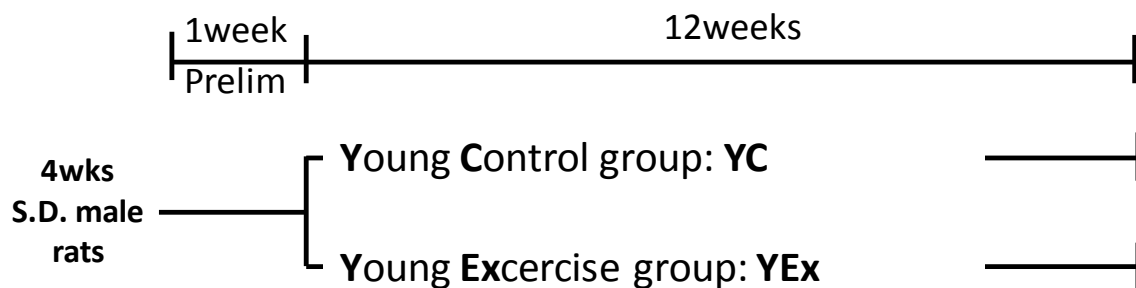 1week
12weeks
Prelim
Young Control group: YC
4wks
S.D. male
rats
Young Excercise group: YEx